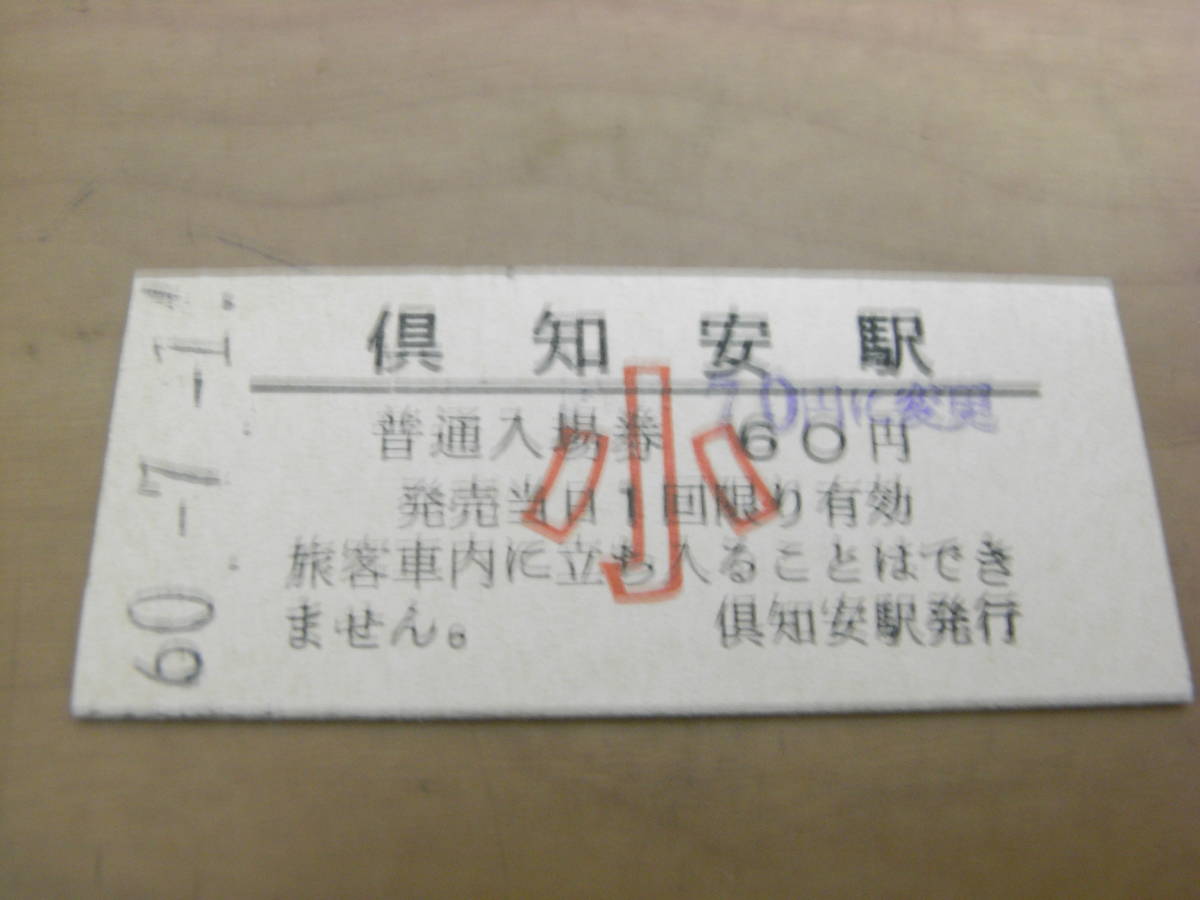 倶知安駅
70円に変更
普通入場券 60円
発売当日1回限り有効
旅客車内に立ち入ることはでき
ません。 倶知安駅発行
小
60.-7.-1.